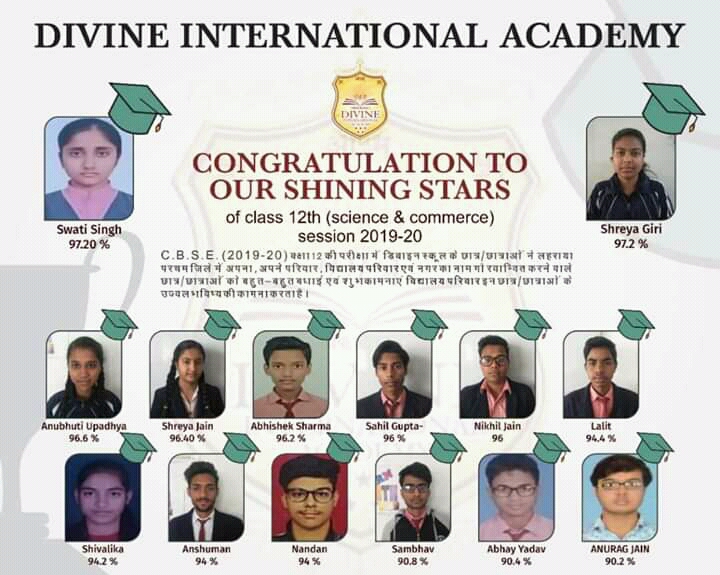 DIVINE INTERNATIONAL ACADEMY
DIVINE
CONGRATULATION TO
OUR SHINING STARS
of class 12th (science & commerce)
session 2019-20
Swati Singh
97.20 %
Shreya Giri
97.2 %
C.B.S.E. (2019-20) कक्षा 12 की परीक्षा में डिवाइन स्कूल के छात्र/छात्राओं ने लहराया
परचम जिले में अपना, अपने परिवार, विद्यालय परिवार एवं नगर का नाम गौरवान्वित करने वाले
छात्र/छात्राओं को बहुत–बहुत बधाई एवं शुभकामनाएं विद्यालय परिवार इन छात्र/छात्राओं के
उज्वल भविष्य की कामना करता है।
Anubhuti Upadhya
96.6 %
Shreya Jain
96.40 %
Abhishek Sharma
96.2 %
Sahil Gupta-
96 %
Nikhil Jain
96
Lalit
94.4 %
Shivalika
94.2 %
Anshuman
94 %
Nandan
94 %
Sambhav
90.8 %
Abhay Yadav
90.4 %
ANURAG JAIN
90.2 %